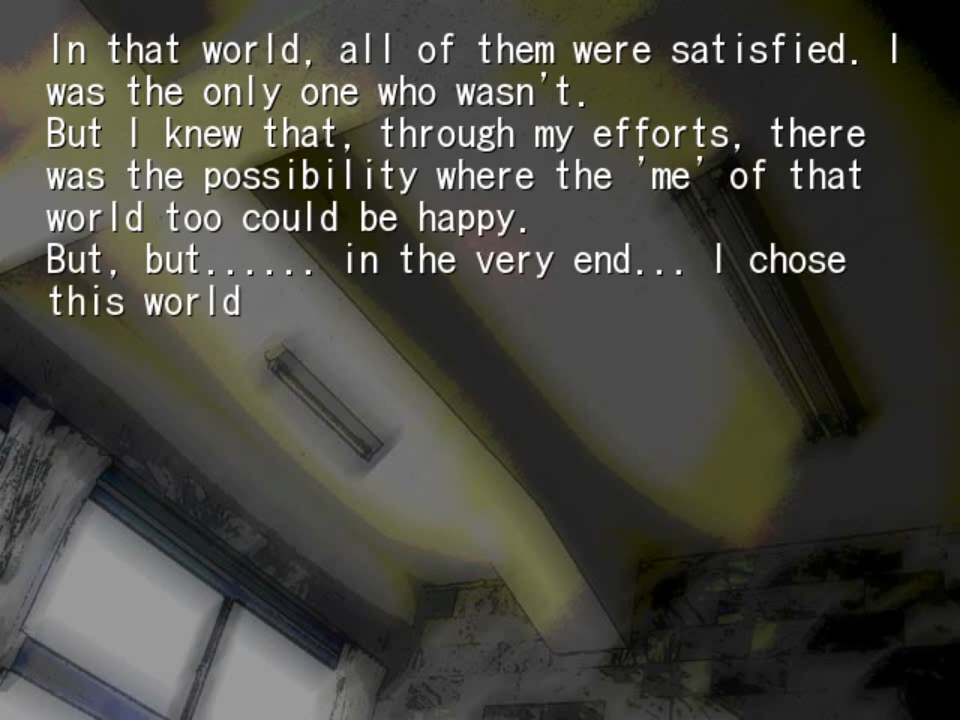 In that world, all of them were satisfied. I
was the only one who wasn't.
But I knew that, through my efforts, there
was the possibility where the 'me' of that
world too could be happy.
But, but...... in the very end... I chose
this world